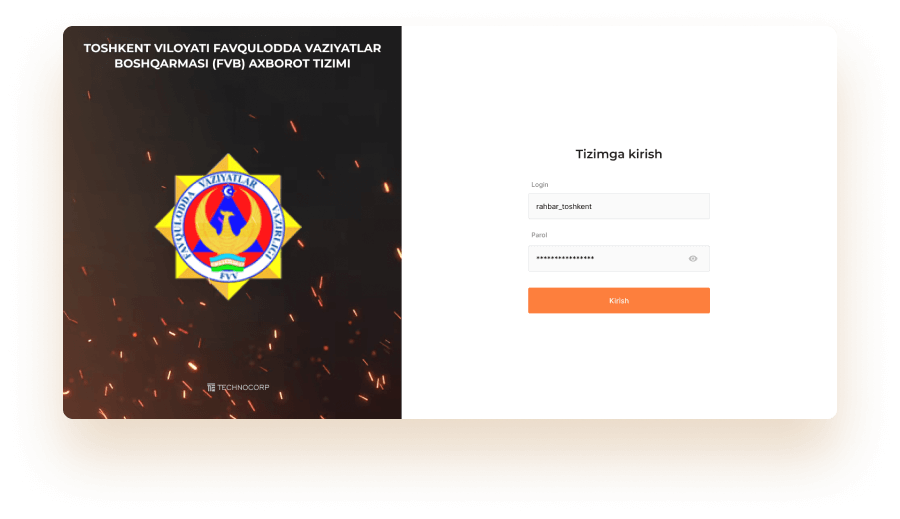 TOSHKENT VILOYATI FAVQULODDA VAZIYATLAR
BOSHQARMASI (FVB) AXBOROT TIZIMI
FAVQULODDA VAZIYATLAR VAZIRLIGI
FVV
TECHNOCORP
Tizimga kirish
Login
rahbar_toshkent
Parol
****************
Kirish